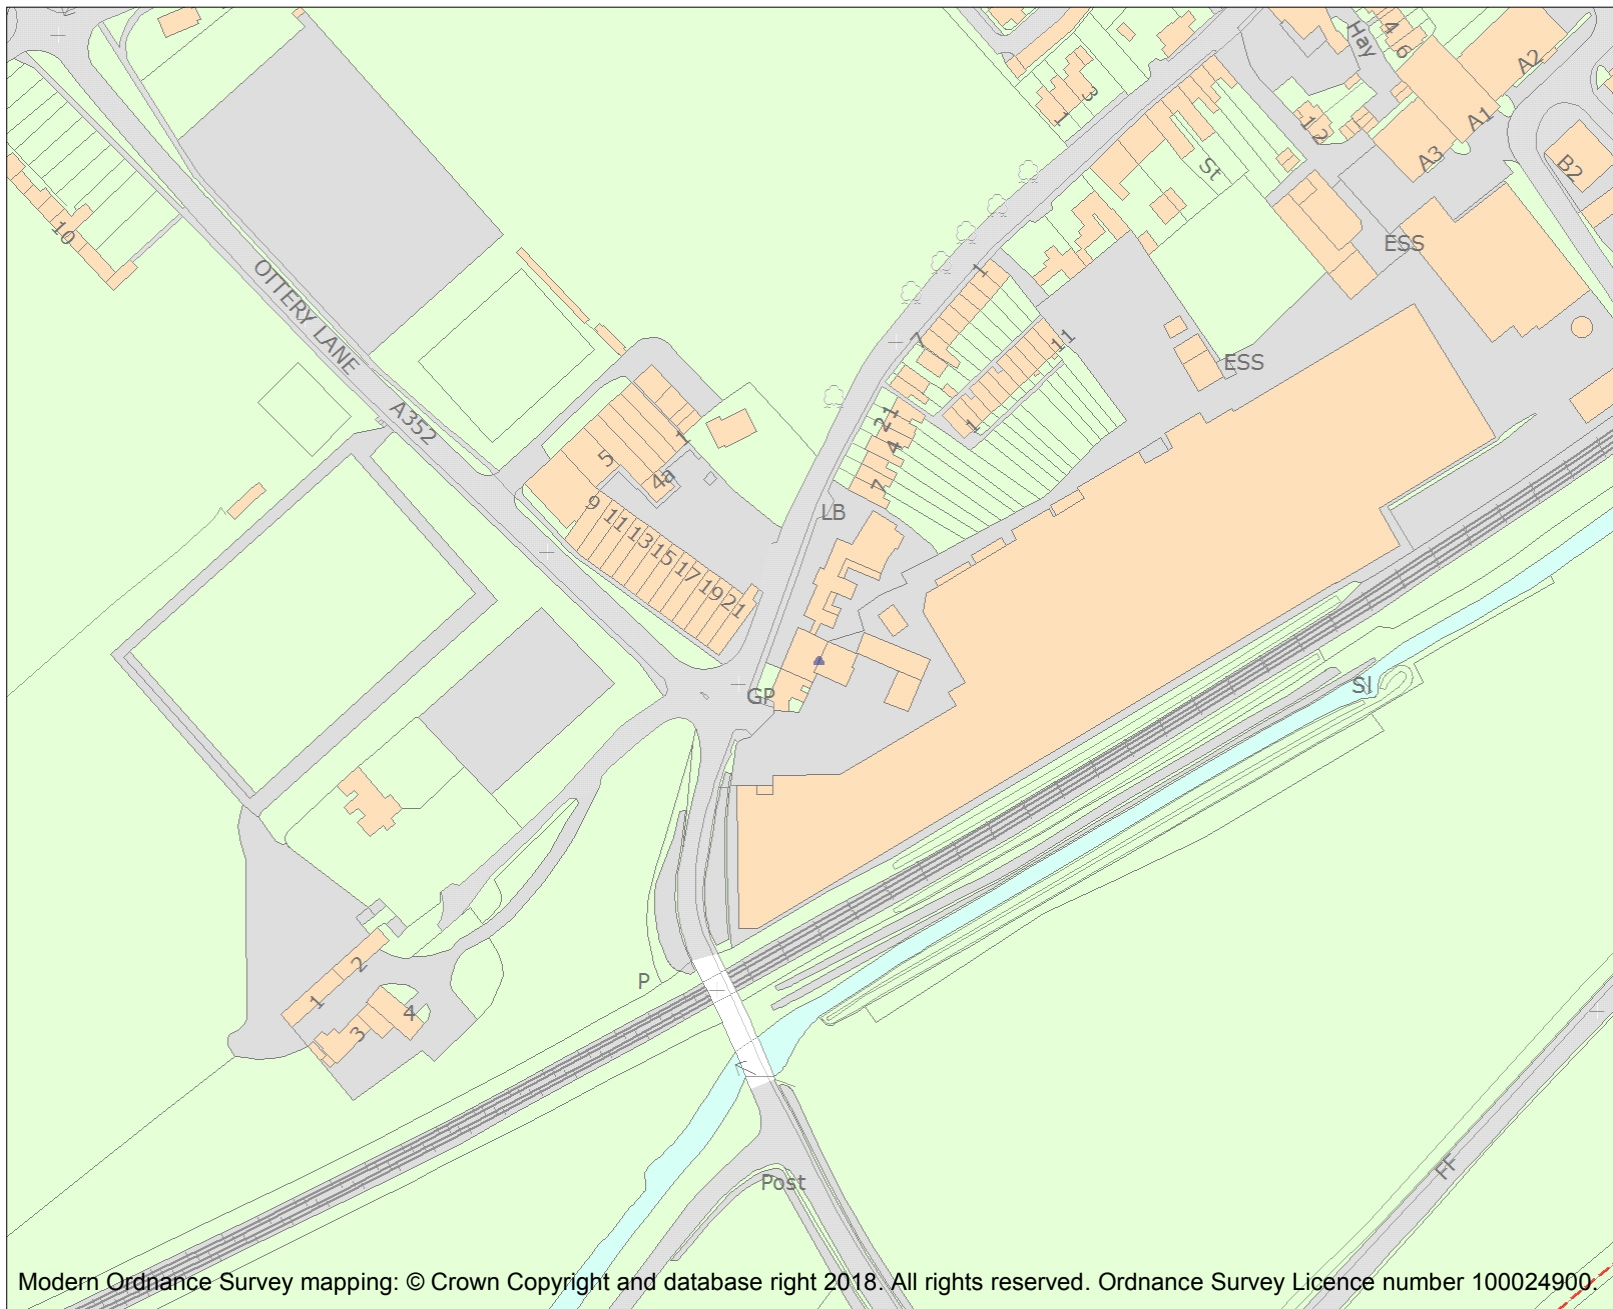 Hay
4
6
A2
3
1
1 2
A1
A3
B2
St
10
ESS
OTTERY LANE
1
7
11
ESS
A352
1
2
4
1
1
5
4a
7
9
11
13
15
17
19
21
LB
GP
SI
P
2
1
4
3
Post
FF
Modern Ordnance Survey mapping: © Crown Copyright and database right 2018. All rights reserved. Ordnance Survey Licence number 100024900.